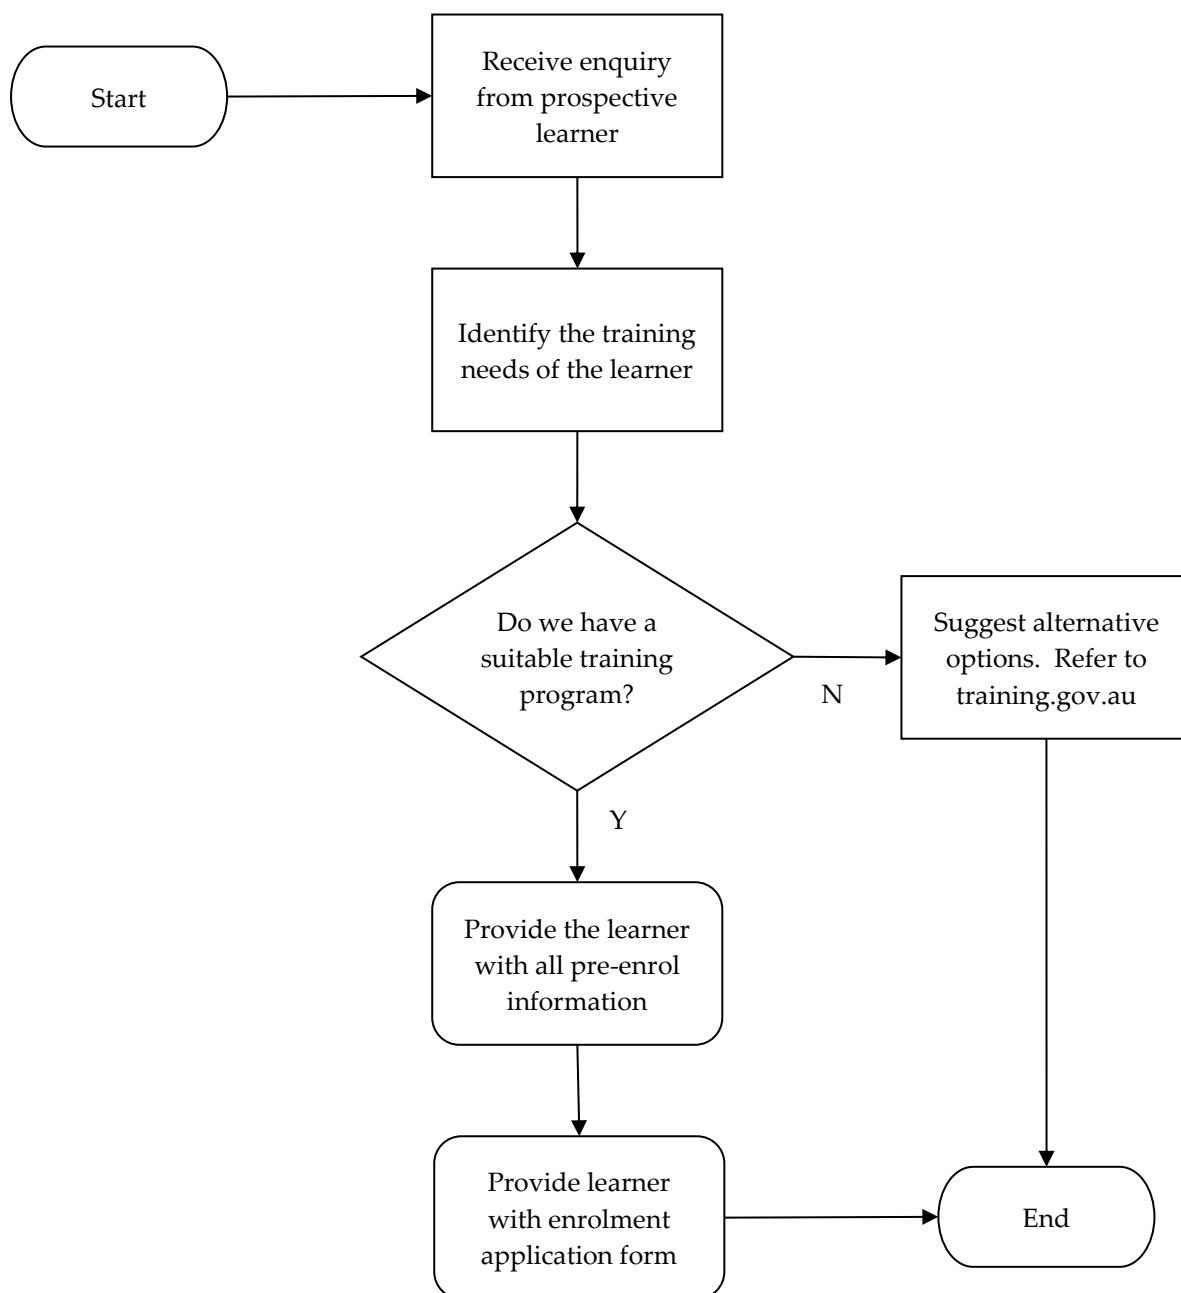 Start
Receive enquiry
from prospective
learner
Identify the training
needs of the learner
Do we have a
suitable training
program?
N
Suggest alternative
options.  Refer to
training.gov.au
Y
Provide the learner
with all pre-enrol
information
Provide learner
with enrolment
application form
End